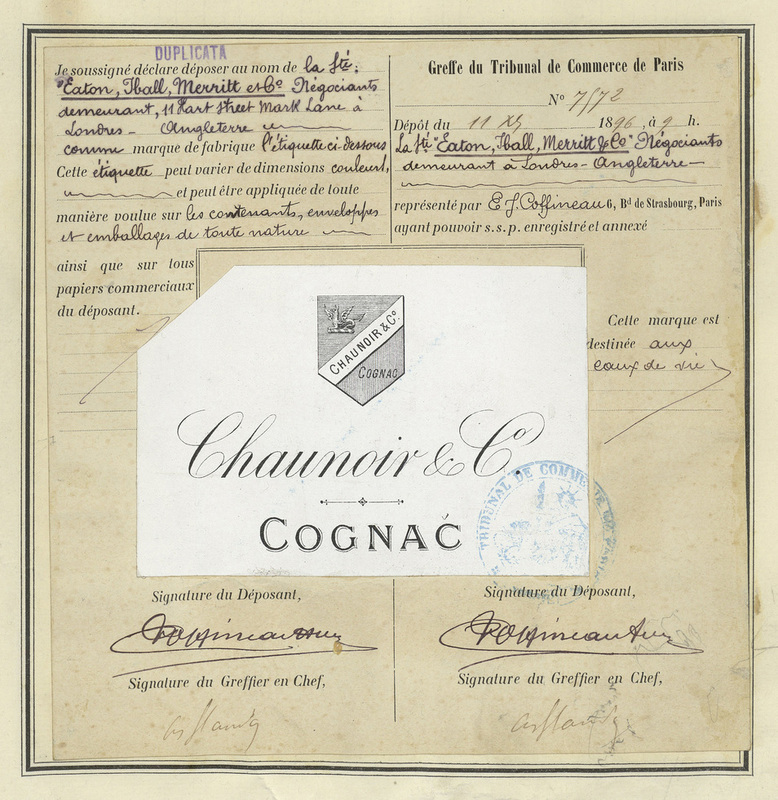 DUPLICATA
Je soussigné déclare déposer au nom de la Sté:
"Eaton, Iball, Merritt et Cº Négociants
demeurant, 11 Hart Street Mark Lane à
Londres - Angleterre
comme marque de fabrique l'étiquette ci-dessous
Cette étiquette peut varier de dimensions couleurs,
et peut être appliquée de toute
manière voulue sur les contenants, enveloppes
et emballages de toute nature
ainsi que sur tous
papiers commerciaux
du déposant.
Greffe du Tribunal de Commerce de Paris
Nº 7572
Dépôt du 11 1896, à 9 h.
La Sté "Eaton, Iball, Merritt & Co" Négociants
demeurant à Londres - Angleterre -
représenté par E. J. Coffineau 6, Bd de Strasbourg, Paris
ayant pouvoir s.s.p. enregistré et annexé
Cette marque est
destinée aux
eaux de vie
CHAUNOIR & Cº
COGNAC
Chaunoir & Cº
COGNAC
TRIBUNAL DE COMMERCE DE PARIS
Signature du Déposant,
Signature du Déposant,
Signature du Greffier en Chef,
Signature du Greffier en Chef,